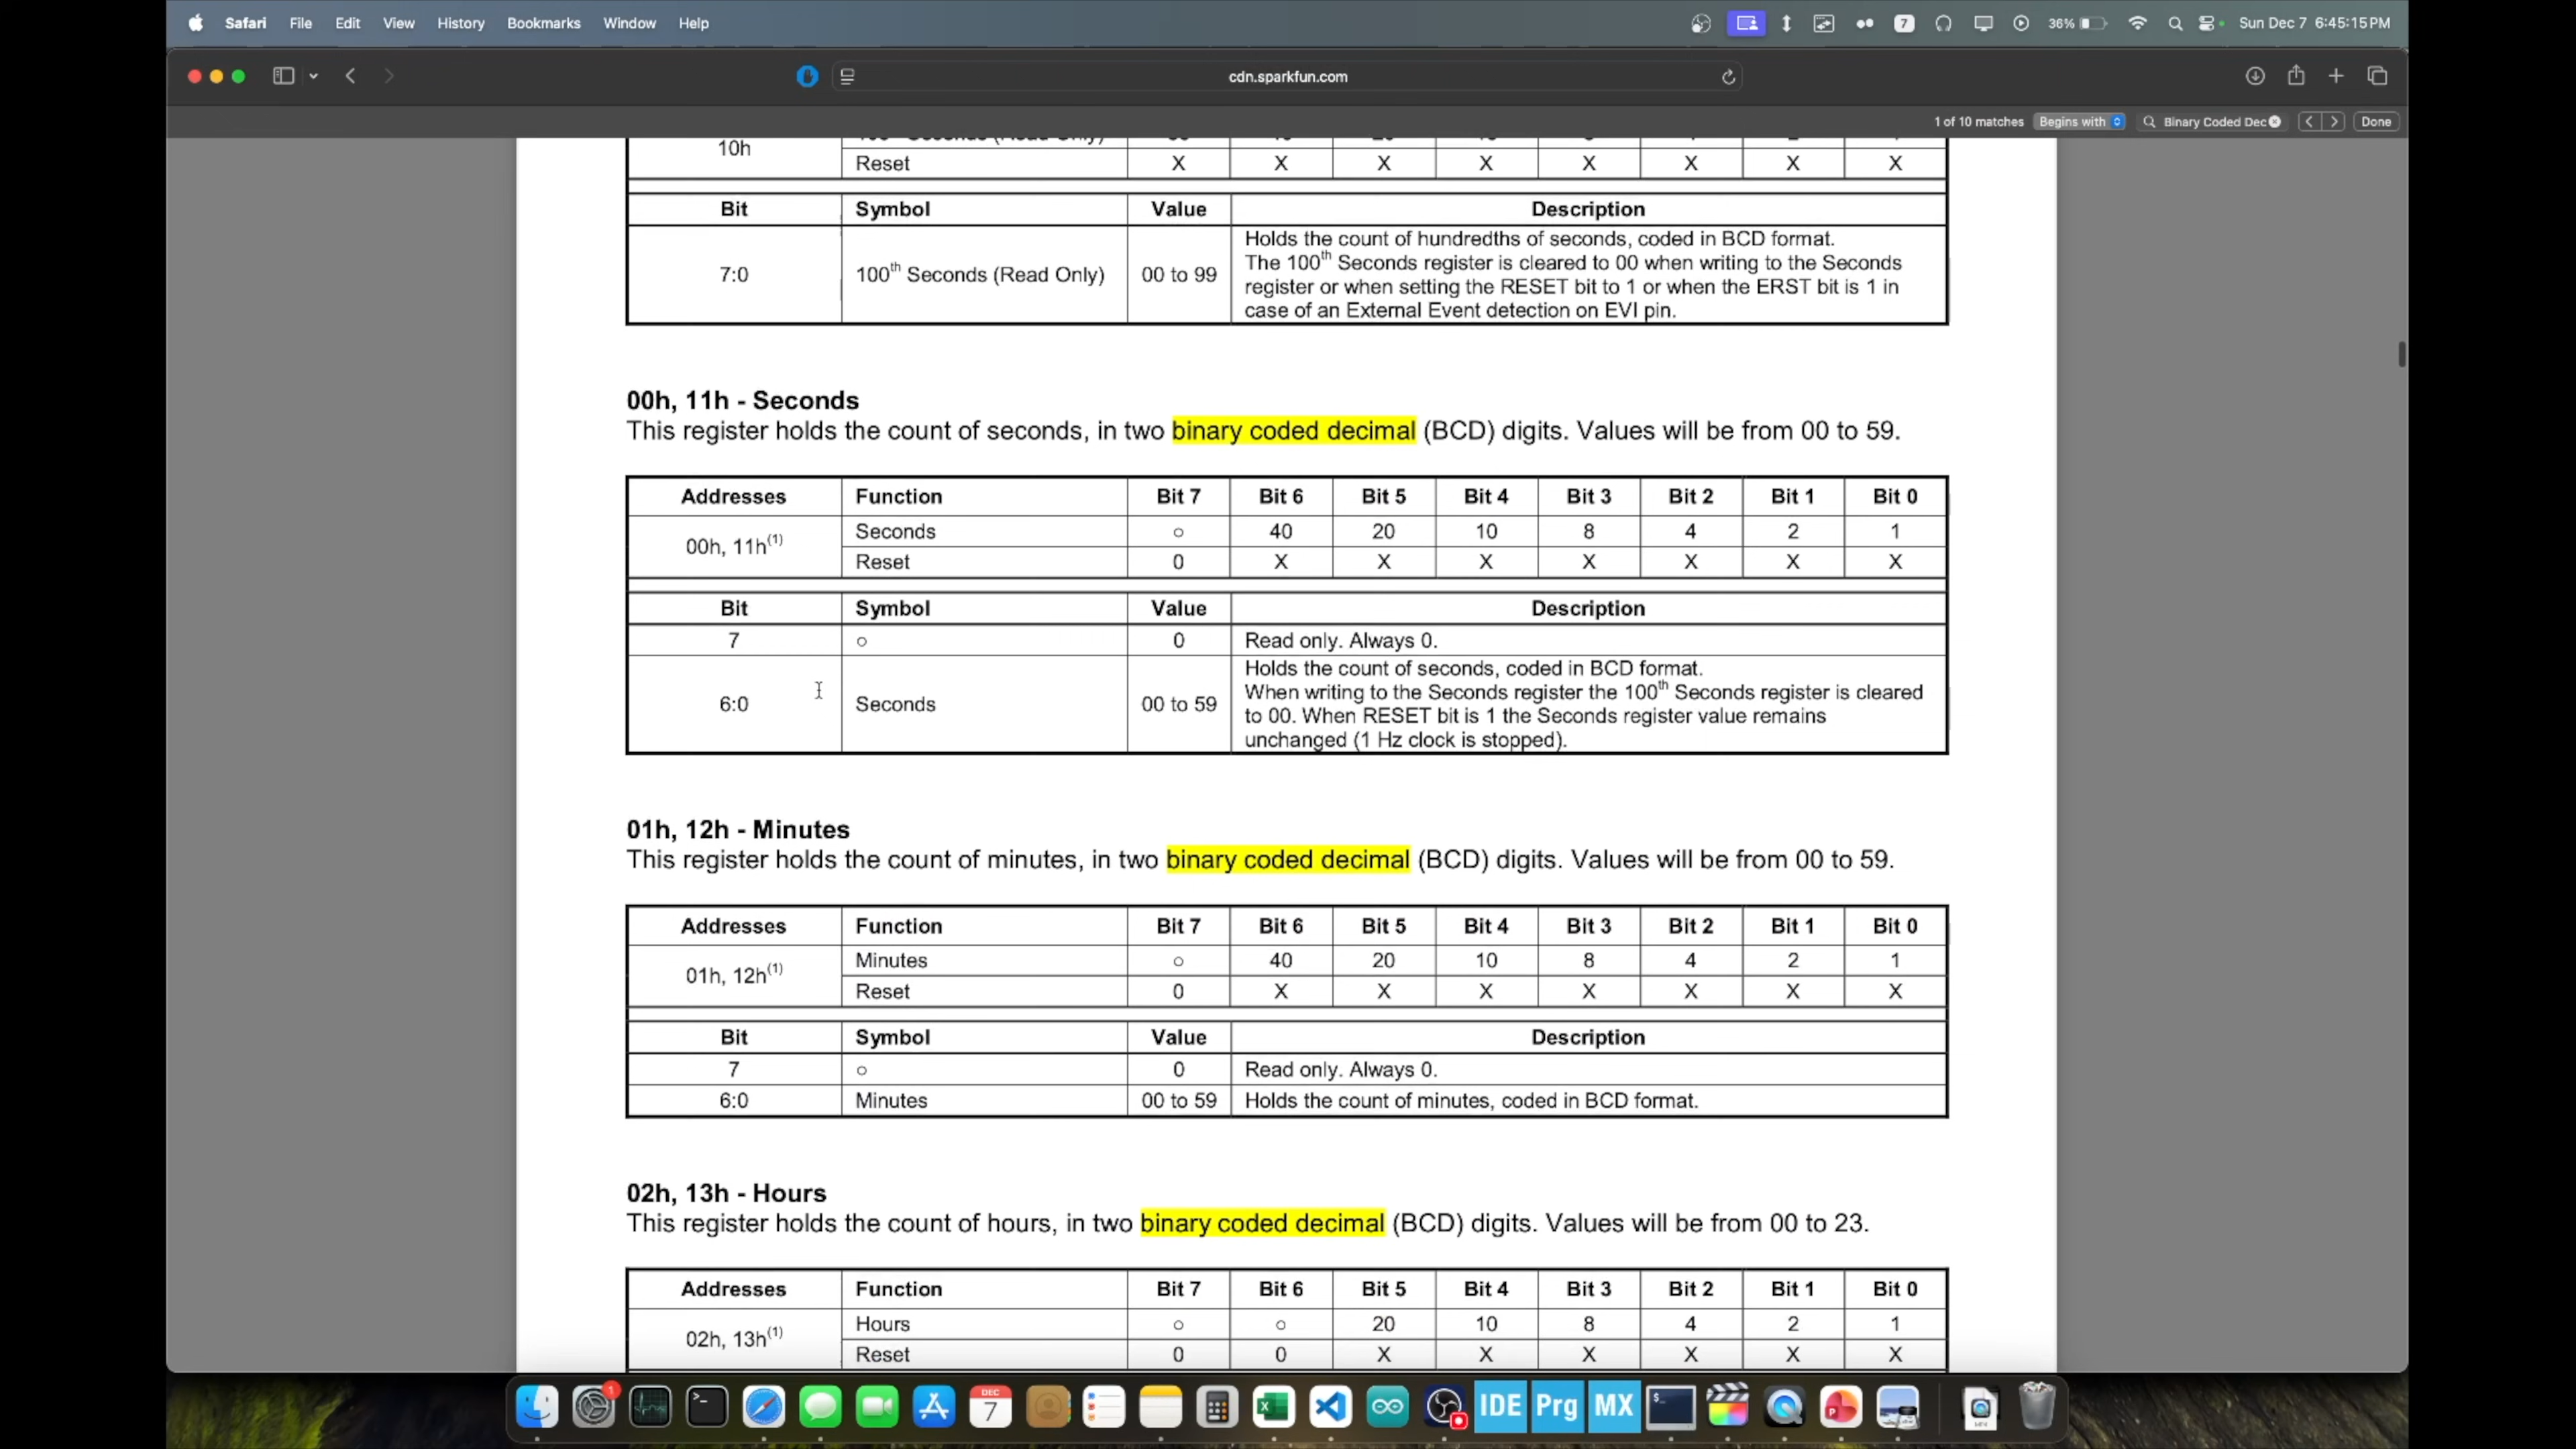 Safari File Edit View History Bookmarks Window Help 7 36% Sun Dec 7 6:45:15 PM
cdn.sparkfun.com
1 of 10 matches Begins with Binary Coded Dec Done
10h
Reset X X X X X X X X
Bit Symbol Value Description
7:0 100th Seconds (Read Only) 00 to 99 Holds the count of hundredths of seconds, coded in BCD format.
The 100th Seconds register is cleared to 00 when writing to the Seconds
register or when setting the RESET bit to 1 or when the ERST bit is 1 in
case of an External Event detection on EVI pin.
00h, 11h - Seconds
This register holds the count of seconds, in two binary coded decimal (BCD) digits. Values will be from 00 to 59.
Addresses Function Bit 7 Bit 6 Bit 5 Bit 4 Bit 3 Bit 2 Bit 1 Bit 0
00h, 11h(1) Seconds ○ 40 20 10 8 4 2 1
Reset 0 X X X X X X X
Bit Symbol Value Description
7 ○ 0 Read only. Always 0.
6:0 Seconds 00 to 59 Holds the count of seconds, coded in BCD format.
When writing to the Seconds register the 100th Seconds register is cleared
to 00. When RESET bit is 1 the Seconds register value remains
unchanged (1 Hz clock is stopped).
01h, 12h - Minutes
This register holds the count of minutes, in two binary coded decimal (BCD) digits. Values will be from 00 to 59.
Addresses Function Bit 7 Bit 6 Bit 5 Bit 4 Bit 3 Bit 2 Bit 1 Bit 0
01h, 12h(1) Minutes ○ 40 20 10 8 4 2 1
Reset 0 X X X X X X X
Bit Symbol Value Description
7 ○ 0 Read only. Always 0.
6:0 Minutes 00 to 59 Holds the count of minutes, coded in BCD format.
02h, 13h - Hours
This register holds the count of hours, in two binary coded decimal (BCD) digits. Values will be from 00 to 23.
Addresses Function Bit 7 Bit 6 Bit 5 Bit 4 Bit 3 Bit 2 Bit 1 Bit 0
02h, 13h(1) Hours ○ ○ 20 10 8 4 2 1
Reset 0 0 X X X X X X
1 DEC 7 IDE Prg MX